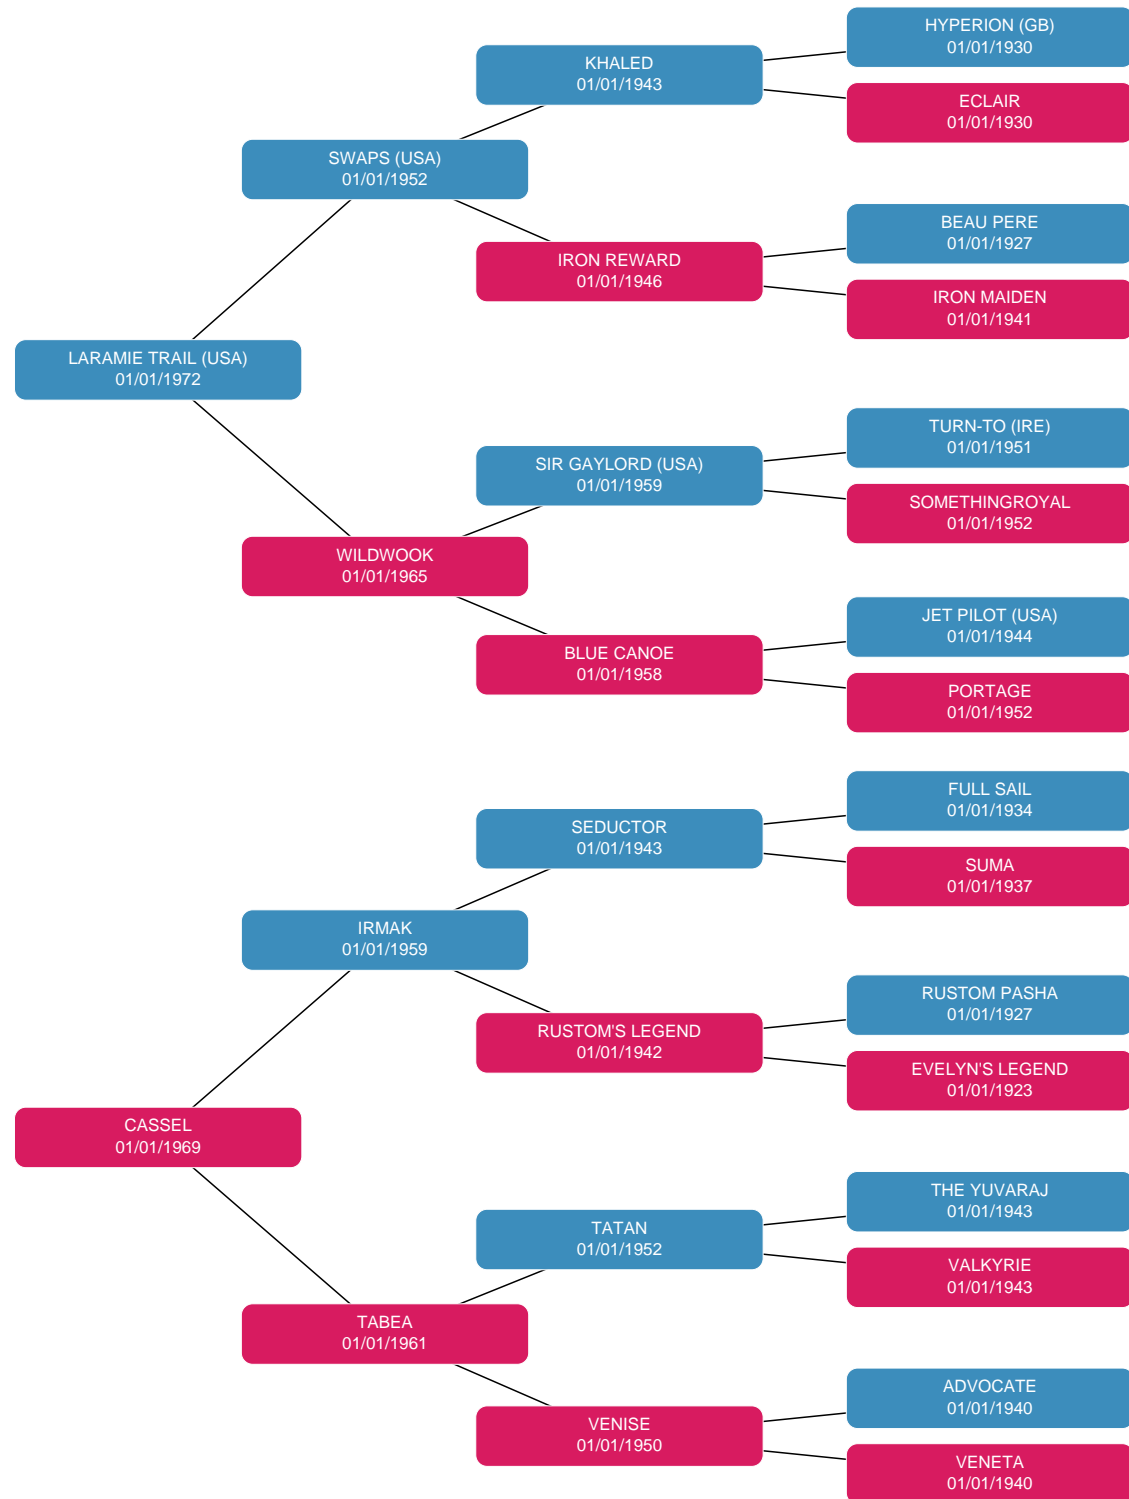 HYPERION (GB)
01/01/1930
KHALED
01/01/1943
ECLAIR
01/01/1930
SWAPS (USA)
01/01/1952
BEAU PERE
01/01/1927
IRON REWARD
01/01/1946
IRON MAIDEN
01/01/1941
LARAMIE TRAIL (USA)
01/01/1972
TURN-TO (IRE)
01/01/1951
SIR GAYLORD (USA)
01/01/1959
SOMETHINGROYAL
01/01/1952
WILDWOOK
01/01/1965
JET PILOT (USA)
01/01/1944
BLUE CANOE
01/01/1958
PORTAGE
01/01/1952
FULL SAIL
01/01/1934
SEDUCTOR
01/01/1943
SUMA
01/01/1937
IRMAK
01/01/1959
RUSTOM PASHA
01/01/1927
RUSTOM'S LEGEND
01/01/1942
EVELYN'S LEGEND
01/01/1923
CASSEL
01/01/1969
THE YUVARAJ
01/01/1943
TATAN
01/01/1952
VALKYRIE
01/01/1943
TABEA
01/01/1961
ADVOCATE
01/01/1940
VENISE
01/01/1950
VENETA
01/01/1940